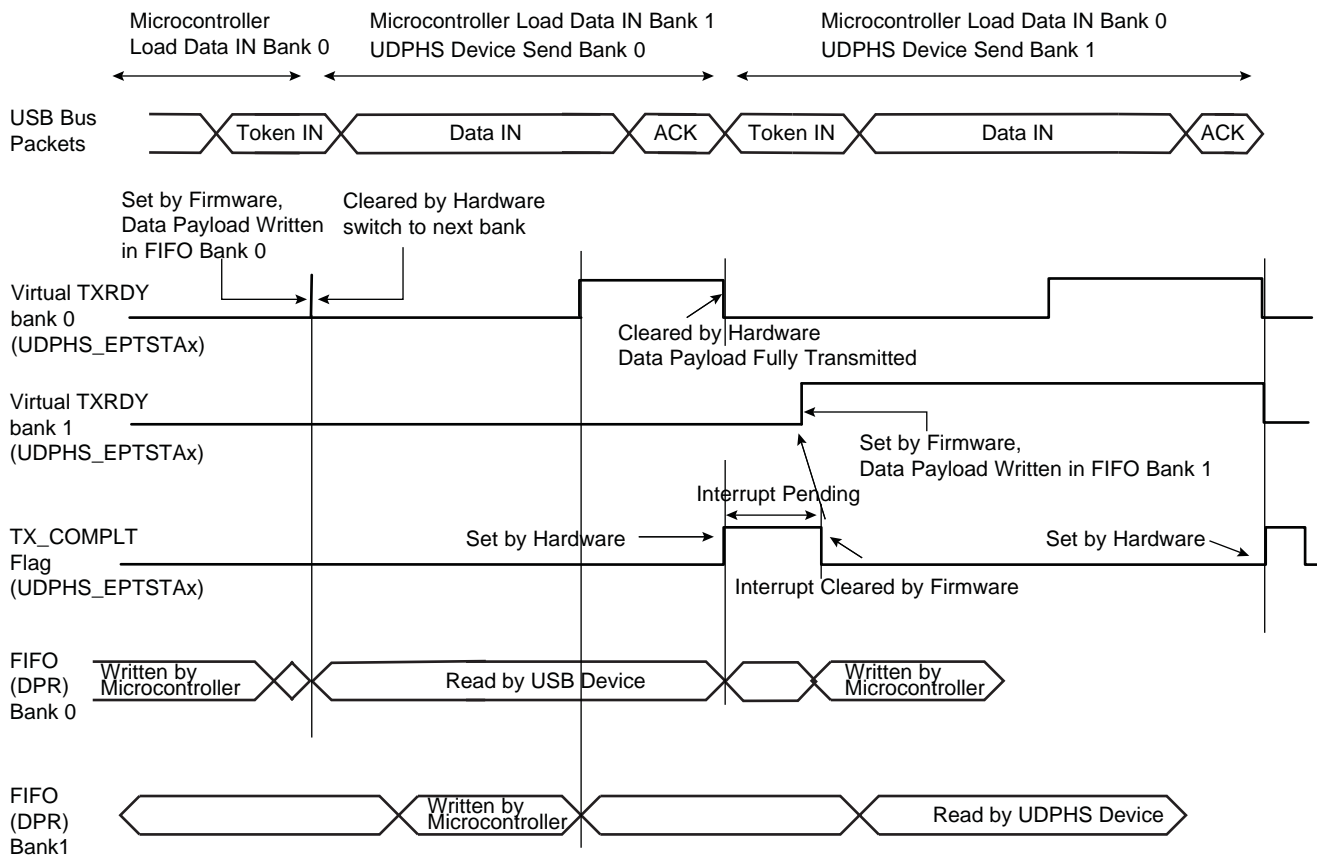 Microcontroller
Load Data IN Bank 0
Microcontroller Load Data IN Bank 1
UDPHS Device Send Bank 0
Microcontroller Load Data IN Bank 0
UDPHS Device Send Bank 1
USB Bus
Packets
Token IN
Data IN
ACK
Token IN
Data IN
ACK
Set by Firmware,
Data Payload Written
in FIFO Bank 0
Cleared by Hardware
switch to next bank
Virtual TXRDY
bank 0
(UDPHS_EPTSTAx)
Cleared by Hardware
Data Payload Fully Transmitted
Virtual TXRDY
bank 1
(UDPHS_EPTSTAx)
Set by Firmware,
Data Payload Written in FIFO Bank 1
Interrupt Pending
TX_COMPLT
Flag
(UDPHS_EPTSTAx)
Set by Hardware
Set by Hardware
Interrupt Cleared by Firmware
FIFO
(DPR)
Bank 0
Written by
Microcontroller
Read by USB Device
Written by
Microcontroller
FIFO
(DPR)
Bank1
Written by
Microcontroller
Read by UDPHS Device